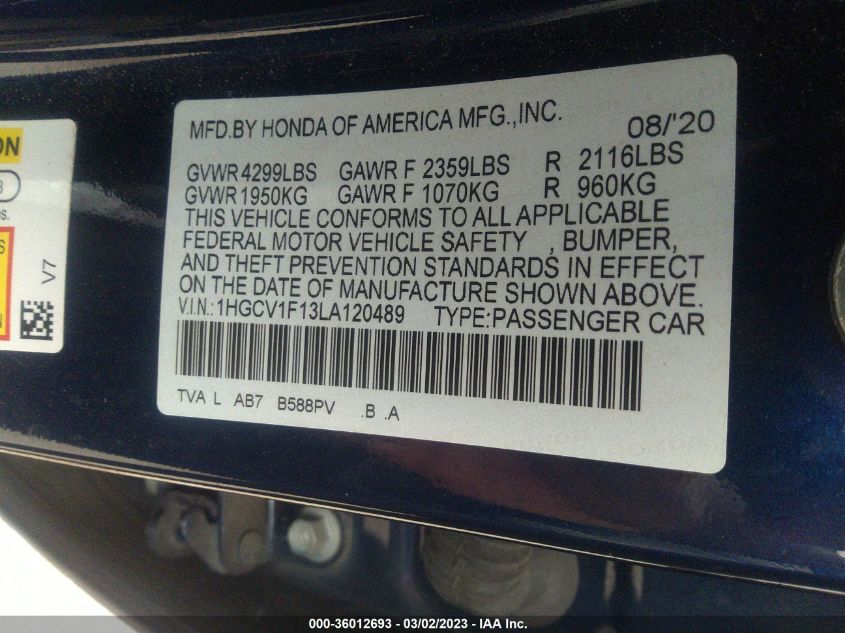 MFD.BY HONDA OF AMERICA MFG.,INC. 08/'20
GVWR 4299LBS GAWR F 2359LBS R 2116LBS
GVWR 1950KG GAWR F 1070KG R 960KG
THIS VEHICLE CONFORMS TO ALL APPLICABLE
FEDERAL MOTOR VEHICLE SAFETY , BUMPER,
AND THEFT PREVENTION STANDARDS IN EFFECT
ON THE DATE OF MANUFACTURE SHOWN ABOVE.
V.I.N.: 1HGCV1F13LA120489 TYPE:PASSENGER CAR
TVA L AB7 B588PV .B .A
V7
000-36012693 - 03/02/2023 - IAA Inc.